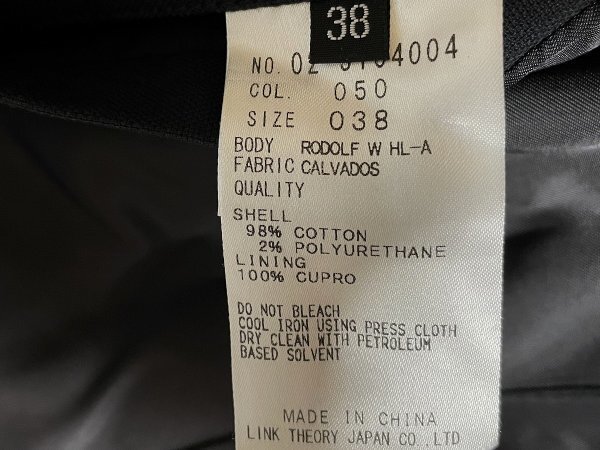 38
NO. 02 4004
COL. 050
SIZE 038
BODY RODOLF W HL-A
FABRIC CALVADOS
QUALITY
SHELL
98% COTTON
2% POLYURETHANE
LINING
100% CUPRO
DO NOT BLEACH
COOL IRON USING PRESS CLOTH
DRY CLEAN WITH PETROLEUM
BASED SOLVENT
MADE IN CHINA
LINK THEORY JAPAN CO.,LTD